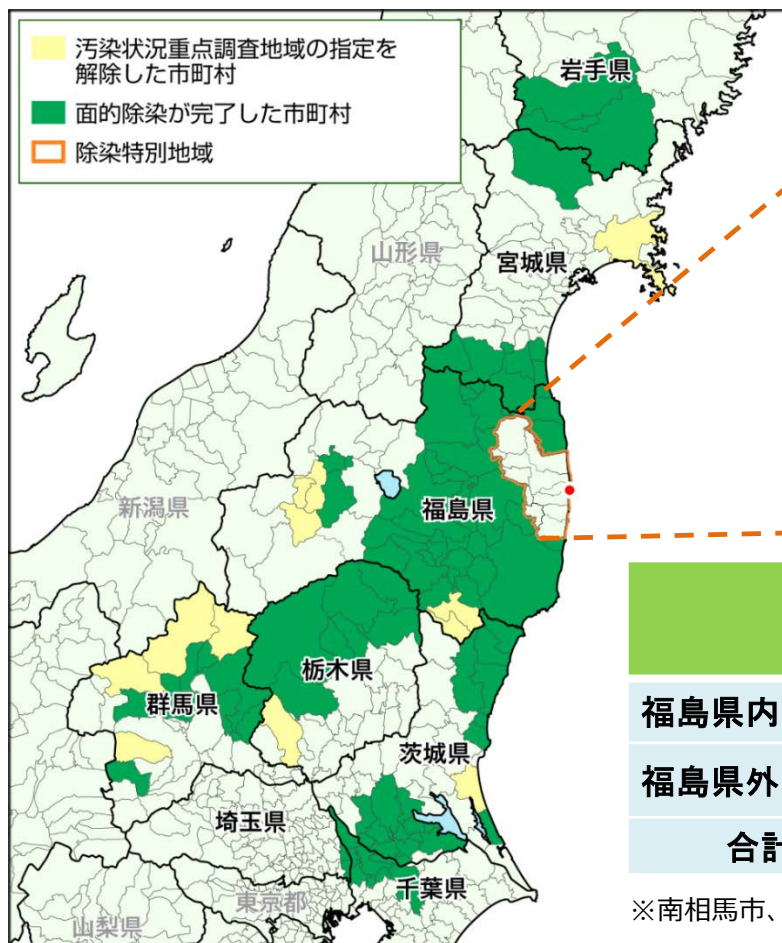 汚染状況重点調査地域の指定を
解除した市町村
面的除染が完了した市町村
除染特別地域
岩手県
山形県
宮城県
新潟県
福島県
栃木県
群馬県
茨城県
埼玉県
千葉県
東京都
山梨県
福島県内
福島県外
合計
※南相馬市、